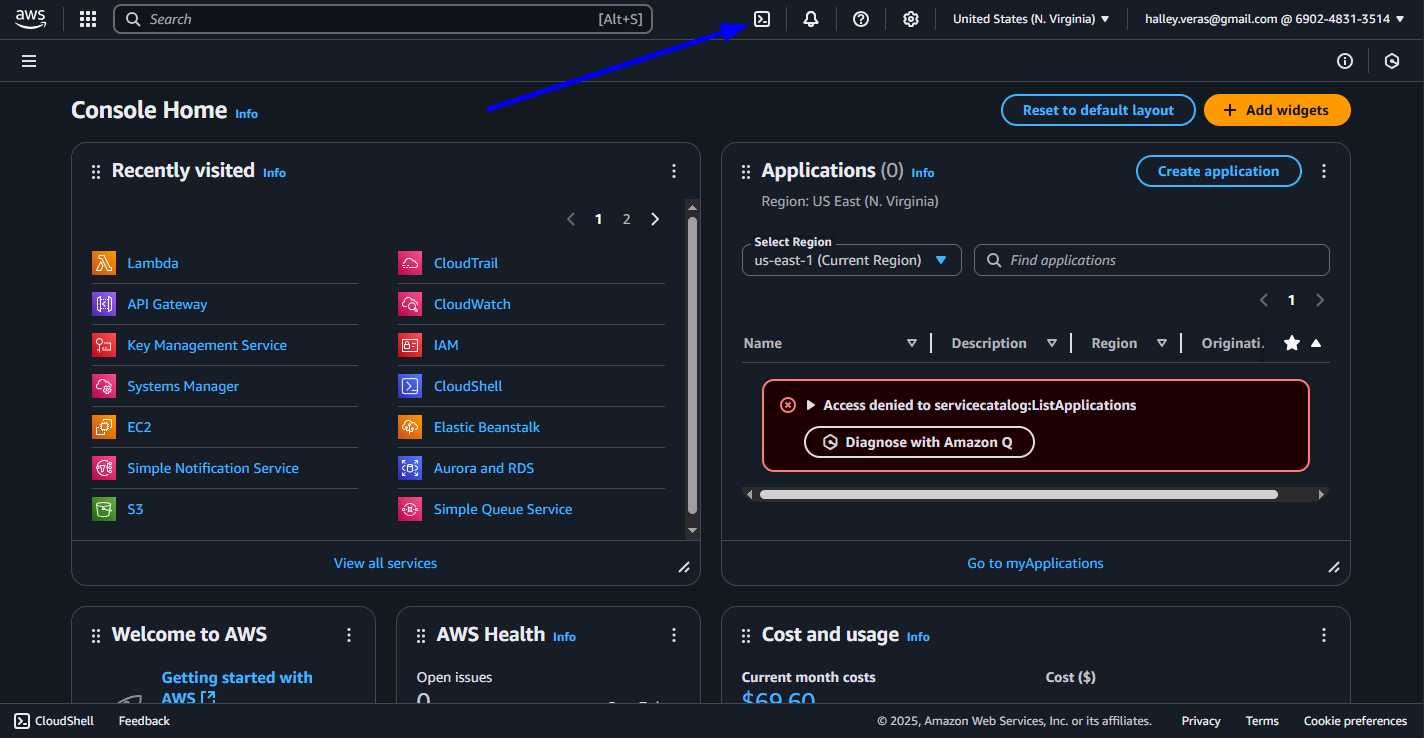 aws
Search [Alt+S]
United States (N. Virginia)
halley.veras@gmail.com @ 6902-4831-3514
Console Home Info
Reset to default layout
Add widgets
Recently visited Info
1 2
Lambda
API Gateway
Key Management Service
Systems Manager
EC2
Simple Notification Service
S3
CloudTrail
CloudWatch
IAM
CloudShell
Elastic Beanstalk
Aurora and RDS
Simple Queue Service
View all services
Applications (0) Info
Create application
Region: US East (N. Virginia)
Select Region
us-east-1 (Current Region)
Find applications
1
Name Description Region Originati.
Access denied to servicecatalog:ListApplications
Diagnose with Amazon Q
Go to myApplications
Welcome to AWS
Getting started with
AWS
AWS Health Info
Open issues
0
Cost and usage Info
Current month costs
$69.60
Cost ($)
CloudShell Feedback
© 2025, Amazon Web Services, Inc. or its affiliates. Privacy Terms Cookie preferences